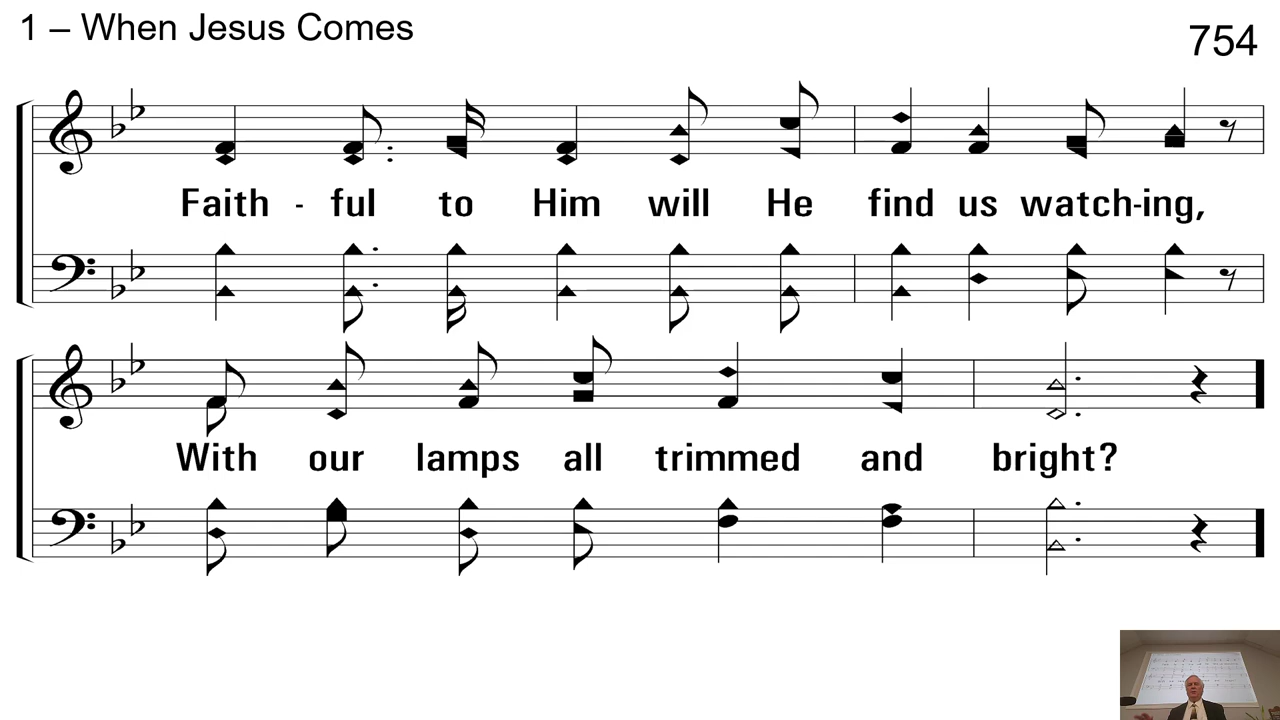 1 – When Jesus Comes
754
Faith - ful to Him will He find us watch-ing,
With our lamps all trimmed and bright?